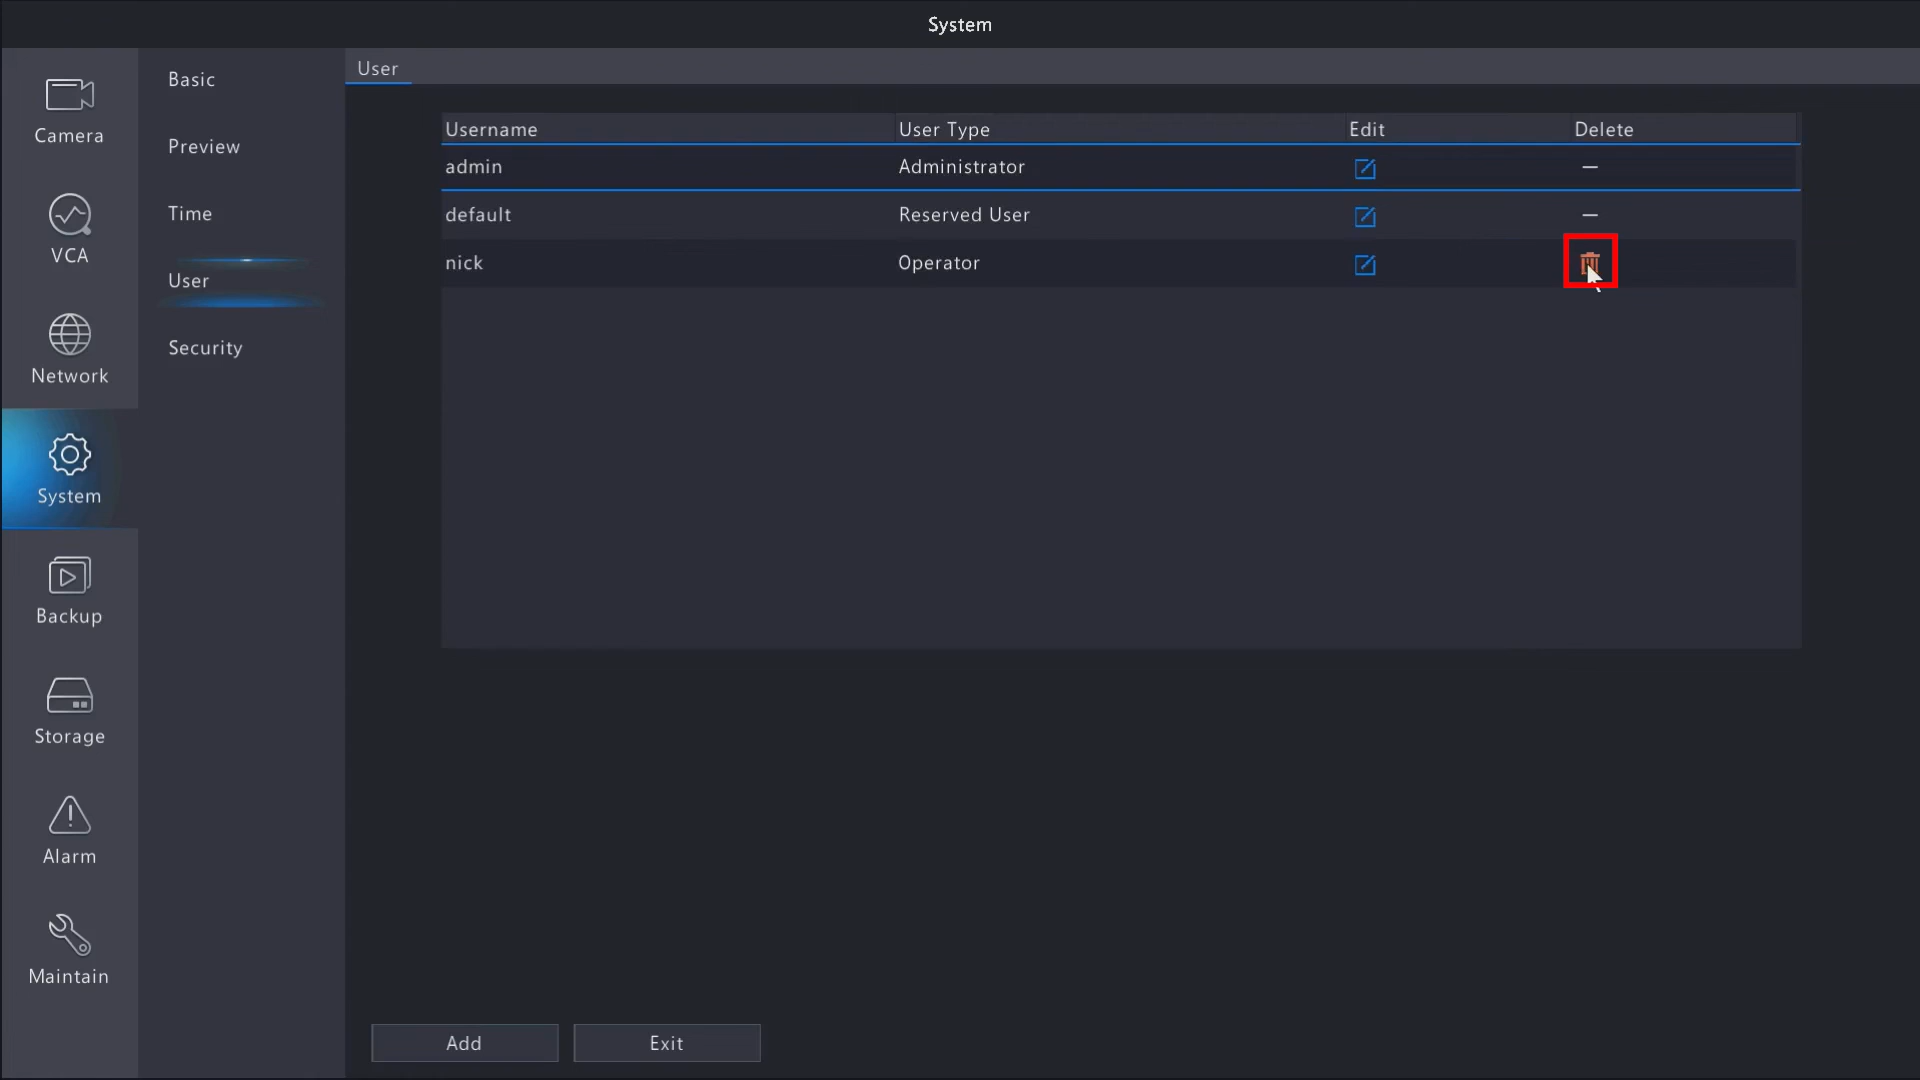 System
Camera
VCA
Network
System
Backup
Storage
Alarm
Maintain
Basic
Preview
Time
User
Security
User
Username User Type Edit Delete
admin Administrator
default Reserved User
nick Operator
Add Exit